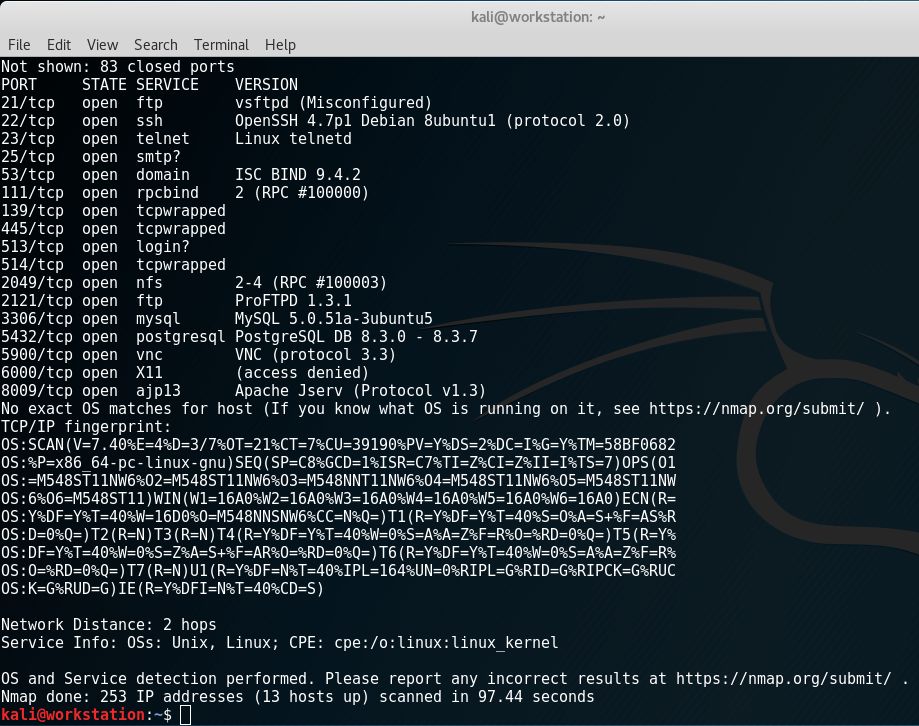 kali@workstation: ~
File Edit View Search Terminal Help
Not shown: 83 closed ports
PORT STATE SERVICE VERSION
21/tcp open ftp vsftpd (Misconfigured)
22/tcp open ssh OpenSSH 4.7p1 Debian 8ubuntu1 (protocol 2.0)
23/tcp open telnet Linux telnetd
25/tcp open smtp?
53/tcp open domain ISC BIND 9.4.2
111/tcp open rpcbind 2 (RPC #100000)
139/tcp open tcpwrapped
445/tcp open tcpwrapped
513/tcp open login?
514/tcp open tcpwrapped
2049/tcp open nfs 2-4 (RPC #100003)
2121/tcp open ftp ProFTPD 1.3.1
3306/tcp open mysql MySQL 5.0.51a-3ubuntu5
5432/tcp open postgresql PostgreSQL DB 8.3.0 - 8.3.7
5900/tcp open vnc VNC (protocol 3.3)
6000/tcp open X11 (access denied)
8009/tcp open ajp13 Apache Jserv (Protocol v1.3)
No exact OS matches for host (If you know what OS is running on it, see https://nmap.org/submit/ ).
TCP/IP fingerprint:
OS:SCAN(V=7.40%E=4%D=3/7%OT=21%CT=7%CU=39190%PV=Y%DS=2%DC=I%G=Y%TM=58BF0682
OS:%P=x86_64-pc-linux-gnu)SEQ(SP=C8%GCD=1%ISR=C7%TI=Z%CI=Z%II=I%TS=7)OPS(O1
OS:=M548ST11NW6%O2=M548ST11NW6%O3=M548NNT11NW6%O4=M548ST11NW6%O5=M548ST11NW
OS:6%O6=M548ST11)WIN(W1=16A0%W2=16A0%W3=16A0%W4=16A0%W5=16A0%W6=16A0)ECN(R=
OS:Y%DF=Y%T=40%W=16D0%O=M548NNSNW6%CC=N%Q=)T1(R=Y%DF=Y%T=40%S=O%A=S+%F=AS%R
OS:D=0%Q=)T2(R=N)T3(R=N)T4(R=Y%DF=Y%T=40%W=0%S=A%A=Z%F=R%O=%RD=0%Q=)T5(R=Y%
OS:DF=Y%T=40%W=0%S=Z%A=S+%F=AR%O=%RD=0%Q=)T6(R=Y%DF=Y%T=40%W=0%S=A%A=Z%F=R%
OS:O=%RD=0%Q=)T7(R=N)U1(R=Y%DF=N%T=40%IPL=164%UN=0%RIPL=G%RID=G%RIPCK=G%RUC
OS:K=G%RUD=G)IE(R=Y%DFI=N%T=40%CD=S)
Network Distance: 2 hops
Service Info: OSs: Unix, Linux; CPE: cpe:/o:linux:linux_kernel
OS and Service detection performed. Please report any incorrect results at https://nmap.org/submit/ .
Nmap done: 253 IP addresses (13 hosts up) scanned in 97.44 seconds
kali@workstation:~$